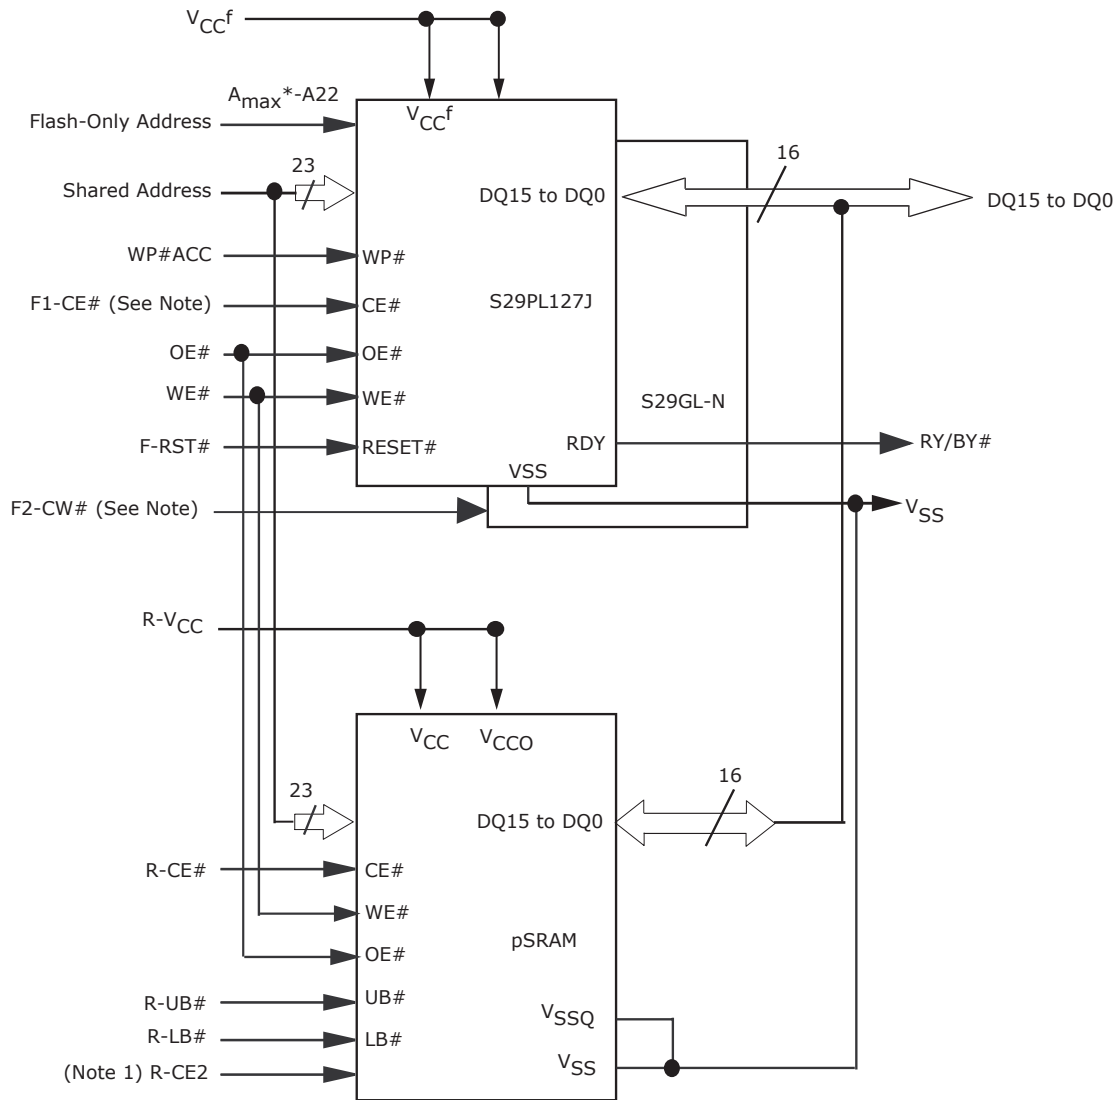 VCCf
Amax*-A22
VCCf
Flash-Only Address
23
16
Shared Address
DQ15 to DQ0
DQ15 to DQ0
WP#ACC
WP#
F1-CE# (See Note)
CE#
S29PL127J
OE#
OE#
WE#
WE#
S29GL-N
F-RST#
RESET#
RDY
RY/BY#
VSS
F2-CW# (See Note)
VSS
R-VCC
VCC
VCCO
23
16
DQ15 to DQ0
R-CE#
CE#
WE#
pSRAM
OE#
R-UB#
UB#
VSSQ
R-LB#
LB#
VSS
(Note 1) R-CE2